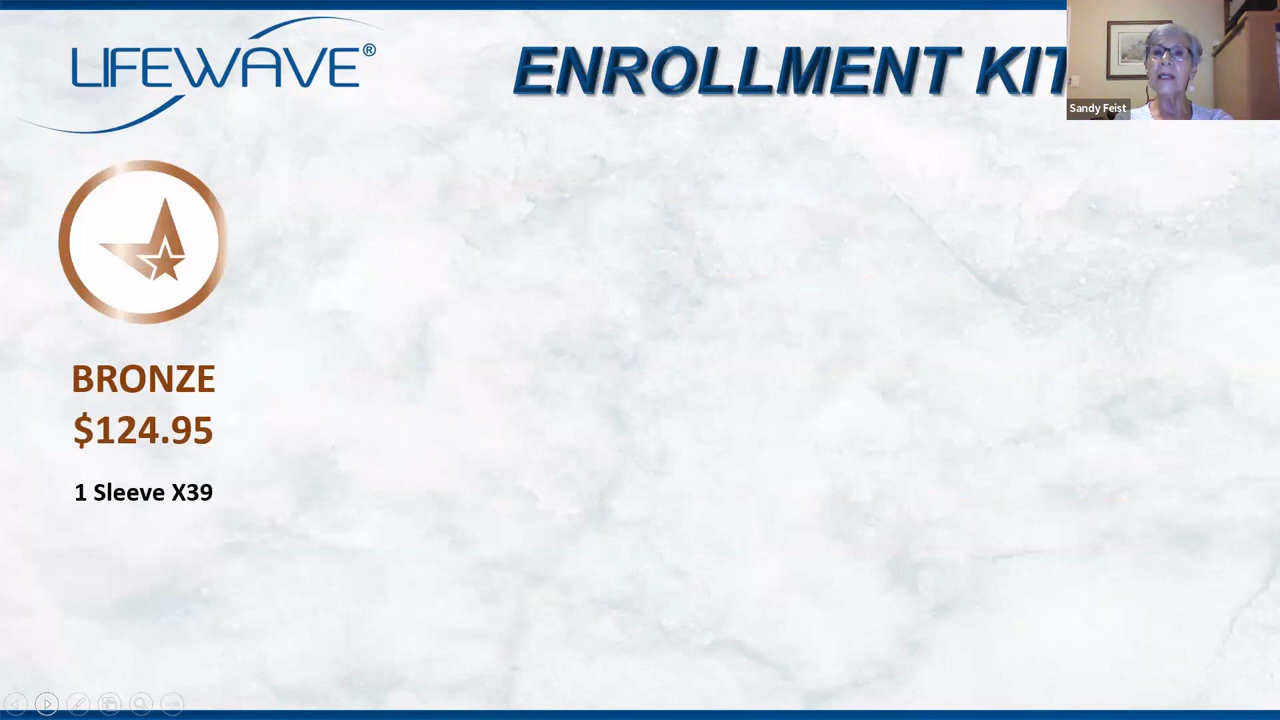 LIFEWAVE®
ENROLLMENT KIT
Sandy Feist
BRONZE
$124.95
1 Sleeve X39